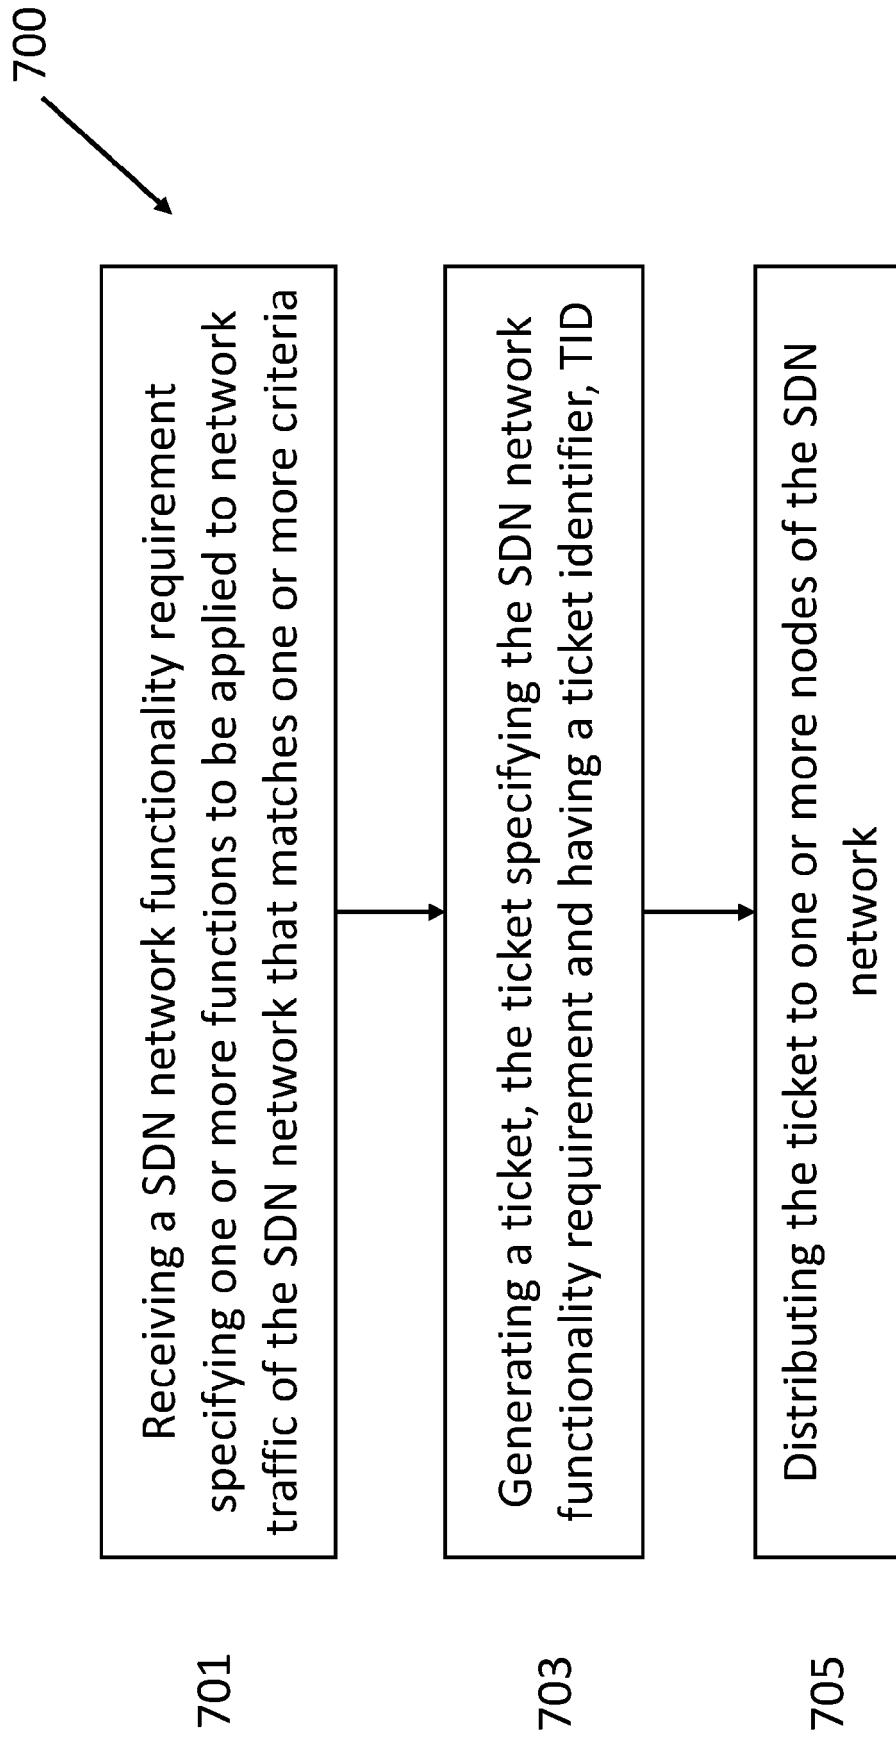 700
701
Receiving a SDN network functionality requirement
specifying one or more functions to be applied to network
traffic of the SDN network that matches one or more criteria
703
Generating a ticket, the ticket specifying the SDN network
functionality requirement and having a ticket identifier, TID
705
Distributing the ticket to one or more nodes of the SDN
network